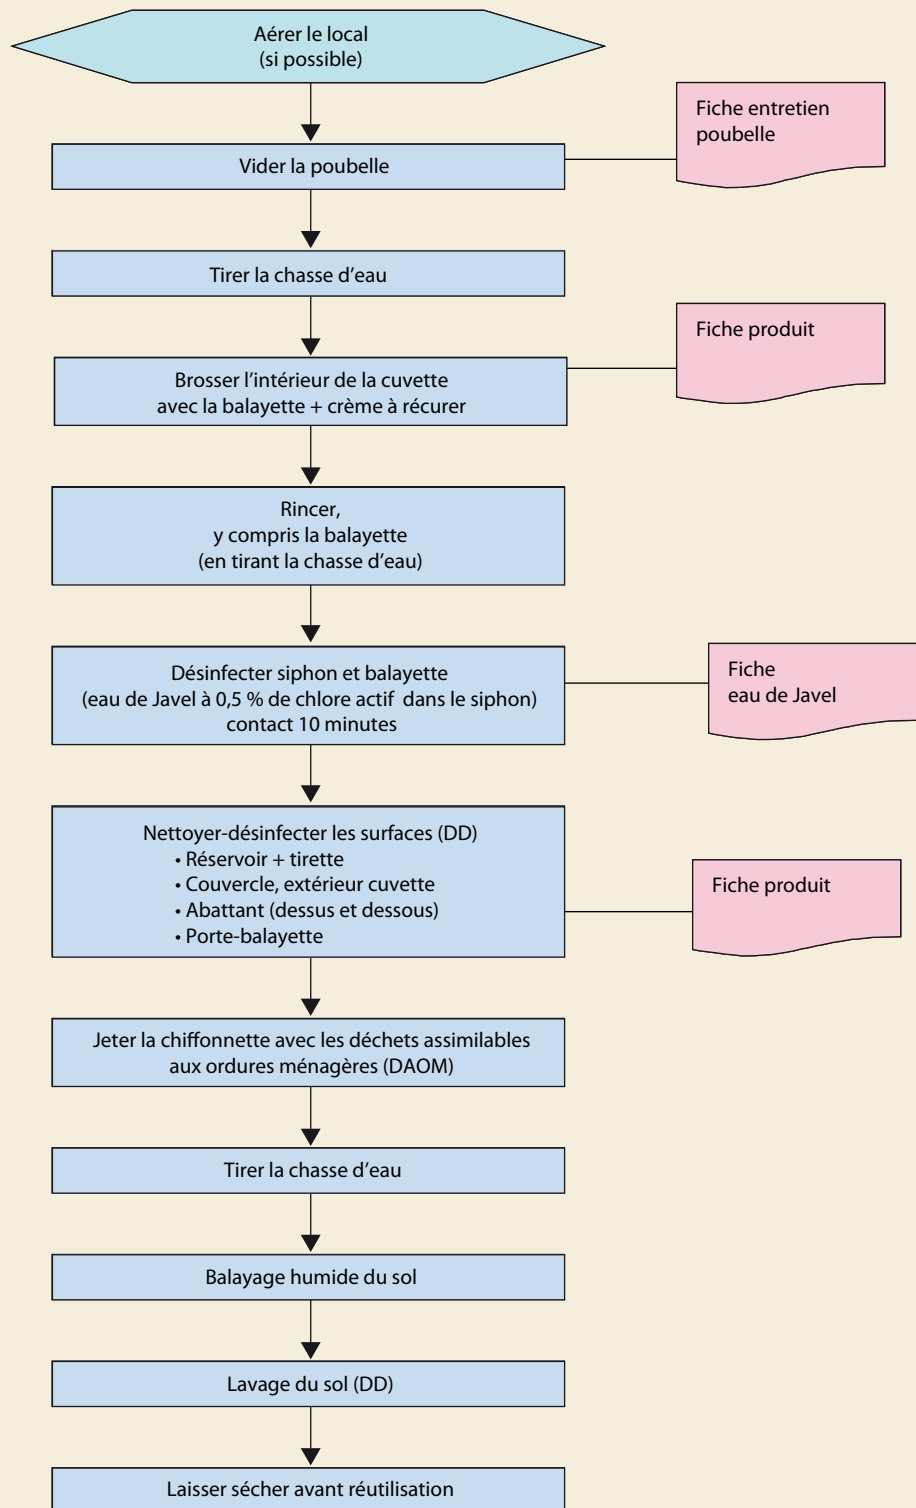 Aérer le local
(si possible)
Fiche entretien
poubelle
Vider la poubelle
Tirer la chasse d’eau
Fiche produit
Brosser l’intérieur de la cuvette
avec la balayette + crème à récurer
Rincer,
y compris la balayette
(en tirant la chasse d’eau)
Désinfecter siphon et balayette
(eau de Javel à 0,5 % de chlore actif dans le siphon)
contact 10 minutes
Fiche
eau de Javel
Nettoyer-désinfecter les surfaces (DD)
• Réservoir + tirette
• Couvercle, extérieur cuvette
• Abattant (dessus et dessous)
• Porte-balayette
Fiche produit
Jeter la chiffonnette avec les déchets assimilables
aux ordures ménagères (DAOM)
Tirer la chasse d’eau
Balayage humide du sol
Lavage du sol (DD)
Laisser sécher avant réutilisation